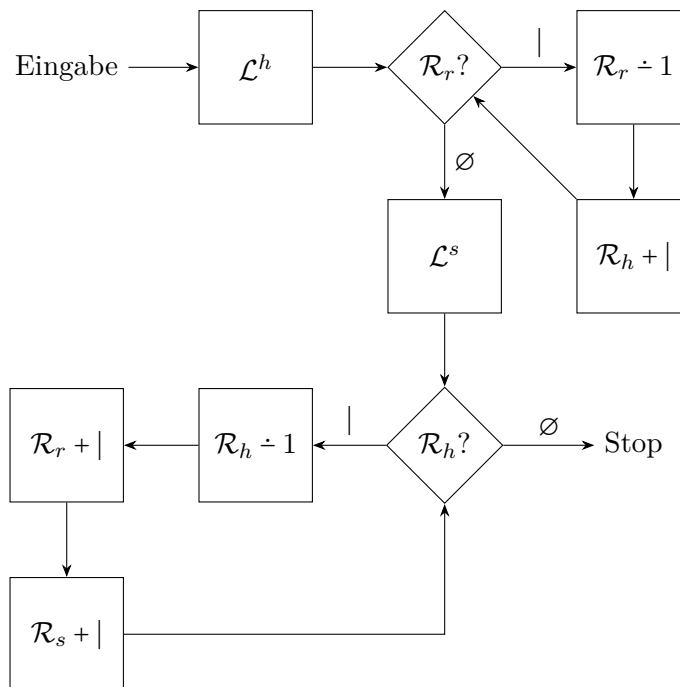 Eingabe
ℒ^h
ℛ_r?
|
ℛ_r ∸ 1
∅
ℒ^s
ℛ_h + |
ℛ_r + |
ℛ_h ∸ 1
|
ℛ_h?
∅
Stop
ℛ_s + |